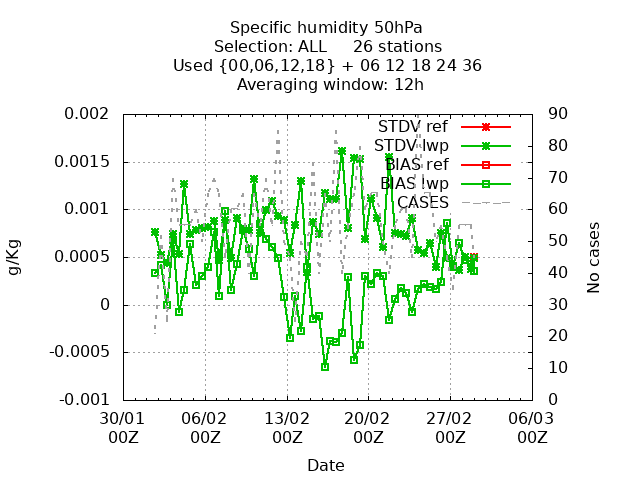 Specific humidity 50hPa
Selection: ALL 26 stations
Used {00,06,12,18} + 06 12 18 24 36
Averaging window: 12h
0.002
0.0015
0.001
0.0005
0
-0.0005
-0.001
90
80
70
60
50
40
30
20
10
0
STDV ref
STDV lwp
BIAS ref
BIAS lwp
CASES
g/Kg
No cases
30/01 06/02 13/02 20/02 27/02 06/03
00Z 00Z 00Z 00Z 00Z 00Z
Date